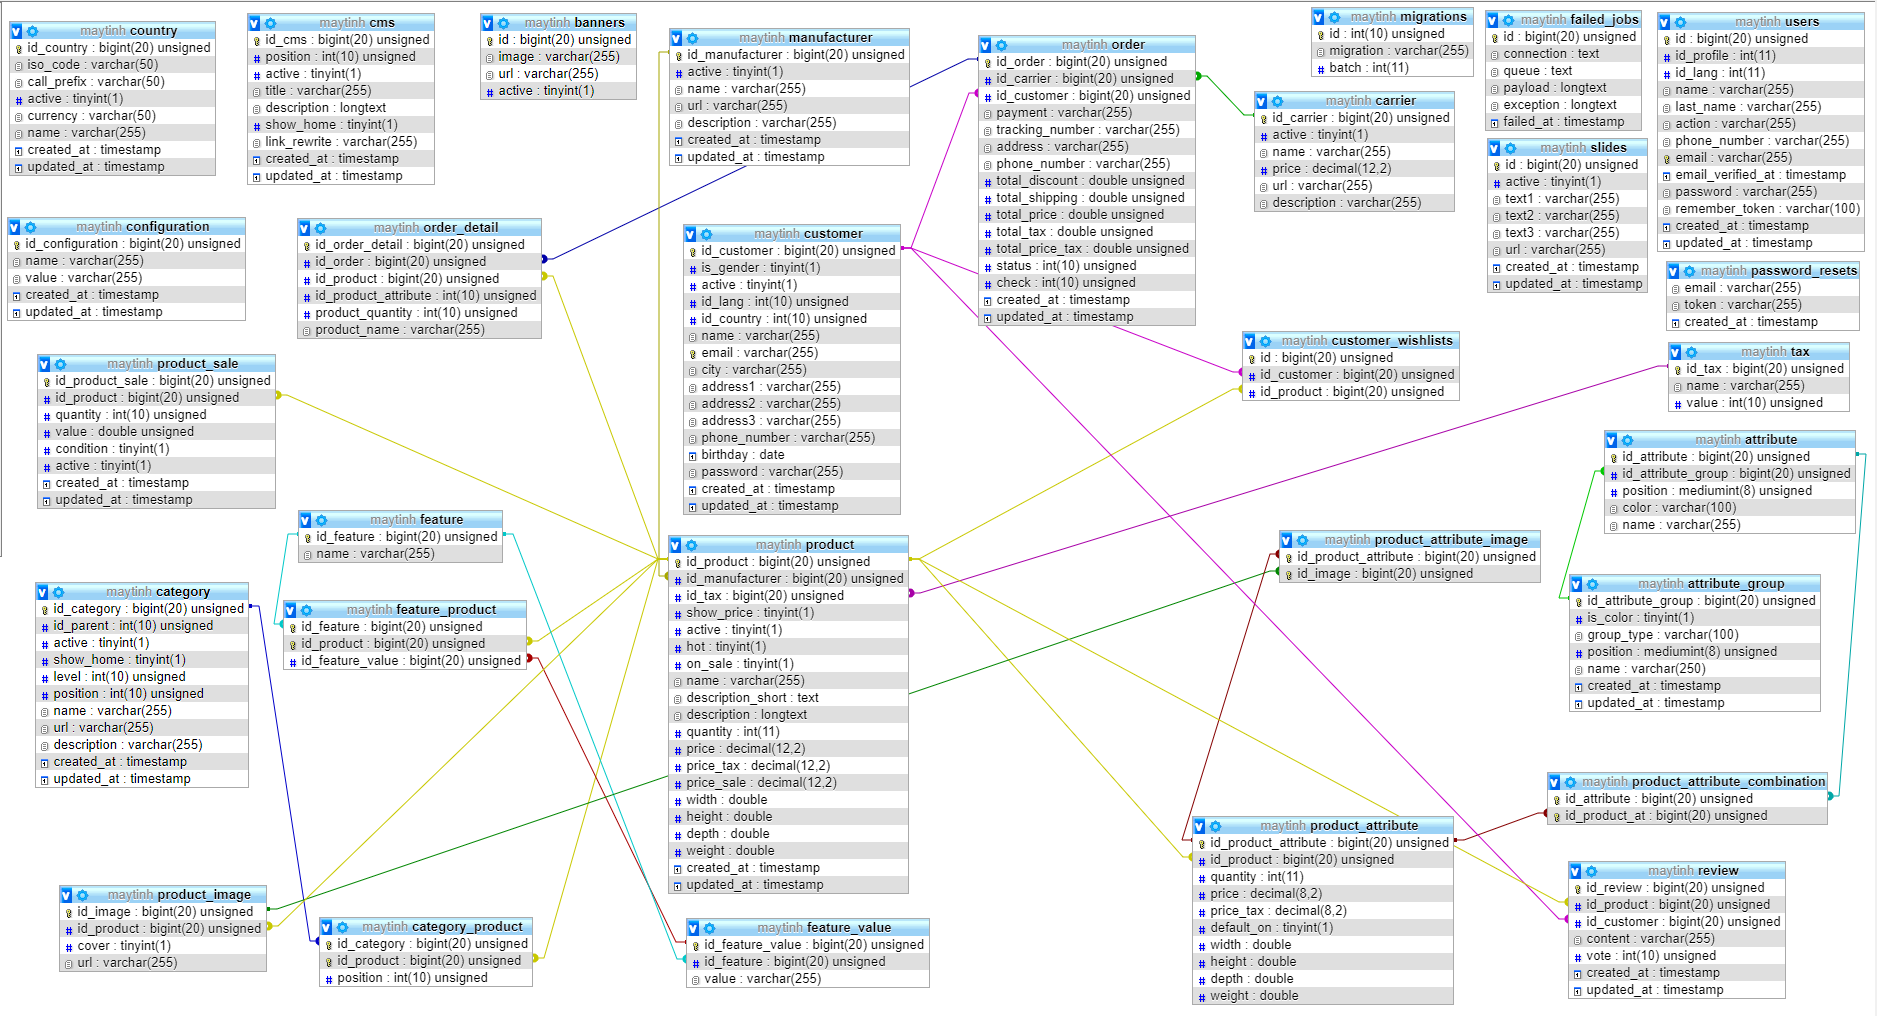 maytinh country
id_country : bigint(20) unsigned
iso_code : varchar(50)
call_prefix : varchar(50)
active : tinyint(1)
currency : varchar(50)
name : varchar(255)
created_at : timestamp
updated_at : timestamp
maytinh cms
id_cms : bigint(20) unsigned
position : int(10) unsigned
active : tinyint(1)
title : varchar(255)
description : longtext
show_home : tinyint(1)
link_rewrite : varchar(255)
created_at : timestamp
updated_at : timestamp
maytinh banners
id : bigint(20) unsigned
image : varchar(255)
url : varchar(255)
active : tinyint(1)
maytinh manufacturer
id_manufacturer : bigint(20) unsigned
active : tinyint(1)
name : varchar(255)
url : varchar(255)
description : varchar(255)
created_at : timestamp
updated_at : timestamp
maytinh order
id_order : bigint(20) unsigned
id_carrier : bigint(20) unsigned
id_customer : bigint(20) unsigned
payment : varchar(255)
tracking_number : varchar(255)
address : varchar(255)
phone_number : varchar(255)
total_discount : double unsigned
total_shipping : double unsigned
total_price : double unsigned
total_tax : double unsigned
total_price_tax : double unsigned
status : int(10) unsigned
check : int(10) unsigned
created_at : timestamp
updated_at : timestamp
maytinh migrations
id : int(10) unsigned
migration : varchar(255)
batch : int(11)
maytinh carrier
id_carrier : bigint(20) unsigned
active : tinyint(1)
name : varchar(255)
price : decimal(12,2)
url : varchar(255)
description : varchar(255)
maytinh failed_jobs
id : bigint(20) unsigned
connection : text
queue : text
payload : longtext
exception : longtext
failed_at : timestamp
maytinh slides
id : bigint(20) unsigned
active : tinyint(1)
text1 : varchar(255)
text2 : varchar(255)
text3 : varchar(255)
url : varchar(255)
created_at : timestamp
updated_at : timestamp
maytinh users
id : bigint(20) unsigned
id_profile : int(11)
id_lang : int(11)
name : varchar(255)
last_name : varchar(255)
action : varchar(255)
phone_number : varchar(255)
email : varchar(255)
email_verified_at : timestamp
password : varchar(255)
remember_token : varchar(100)
created_at : timestamp
updated_at : timestamp
maytinh configuration
id_configuration : bigint(20) unsigned
name : varchar(255)
value : varchar(255)
created_at : timestamp
updated_at : timestamp
maytinh order_detail
id_order_detail : bigint(20) unsigned
id_order : bigint(20) unsigned
id_product : bigint(20) unsigned
id_product_attribute : int(10) unsigned
product_quantity : int(10) unsigned
product_name : varchar(255)
maytinh customer
id_customer : bigint(20) unsigned
is_gender : tinyint(1)
active : tinyint(1)
id_lang : int(10) unsigned
id_country : int(10) unsigned
name : varchar(255)
email : varchar(255)
city : varchar(255)
address1 : varchar(255)
address2 : varchar(255)
address3 : varchar(255)
phone_number : varchar(255)
birthday : date
password : varchar(255)
created_at : timestamp
updated_at : timestamp
maytinh password_resets
email : varchar(255)
token : varchar(255)
created_at : timestamp
maytinh customer_wishlists
id : bigint(20) unsigned
id_customer : bigint(20) unsigned
id_product : bigint(20) unsigned
maytinh tax
id_tax : bigint(20) unsigned
name : varchar(255)
value : int(10) unsigned
maytinh product_sale
id_product_sale : bigint(20) unsigned
id_product : bigint(20) unsigned
quantity : int(10) unsigned
value : double unsigned
condition : tinyint(1)
active : tinyint(1)
created_at : timestamp
updated_at : timestamp
maytinh attribute
id_attribute : bigint(20) unsigned
id_attribute_group : bigint(20) unsigned
position : mediumint(8) unsigned
color : varchar(100)
name : varchar(255)
maytinh feature
id_feature : bigint(20) unsigned
name : varchar(255)
maytinh product
id_product : bigint(20) unsigned
id_manufacturer : bigint(20) unsigned
id_tax : bigint(20) unsigned
show_price : tinyint(1)
active : tinyint(1)
hot : tinyint(1)
on_sale : tinyint(1)
name : varchar(255)
description_short : text
description : longtext
quantity : int(11)
price : decimal(12,2)
price_tax : decimal(12,2)
price_sale : decimal(12,2)
width : double
height : double
depth : double
weight : double
created_at : timestamp
updated_at : timestamp
maytinh product_attribute_image
id_product_attribute : bigint(20) unsigned
id_image : bigint(20) unsigned
maytinh attribute_group
id_attribute_group : bigint(20) unsigned
is_color : tinyint(1)
group_type : varchar(100)
position : mediumint(8) unsigned
name : varchar(250)
created_at : timestamp
updated_at : timestamp
maytinh category
id_category : bigint(20) unsigned
id_parent : int(10) unsigned
active : tinyint(1)
show_home : tinyint(1)
level : int(10) unsigned
position : int(10) unsigned
name : varchar(255)
url : varchar(255)
description : varchar(255)
created_at : timestamp
updated_at : timestamp
maytinh feature_product
id_feature : bigint(20) unsigned
id_product : bigint(20) unsigned
id_feature_value : bigint(20) unsigned
maytinh product_attribute_combination
id_attribute : bigint(20) unsigned
id_product_at : bigint(20) unsigned
maytinh product_attribute
id_product_attribute : bigint(20) unsigned
id_product : bigint(20) unsigned
quantity : int(11)
price : decimal(8,2)
price_tax : decimal(8,2)
default_on : tinyint(1)
width : double
height : double
depth : double
weight : double
maytinh review
id_review : bigint(20) unsigned
id_product : bigint(20) unsigned
id_customer : bigint(20) unsigned
content : varchar(255)
vote : int(10) unsigned
created_at : timestamp
updated_at : timestamp
maytinh product_image
id_image : bigint(20) unsigned
id_product : bigint(20) unsigned
cover : tinyint(1)
url : varchar(255)
maytinh category_product
id_category : bigint(20) unsigned
id_product : bigint(20) unsigned
position : int(10) unsigned
maytinh feature_value
id_feature_value : bigint(20) unsigned
id_feature : bigint(20) unsigned
value : varchar(255)